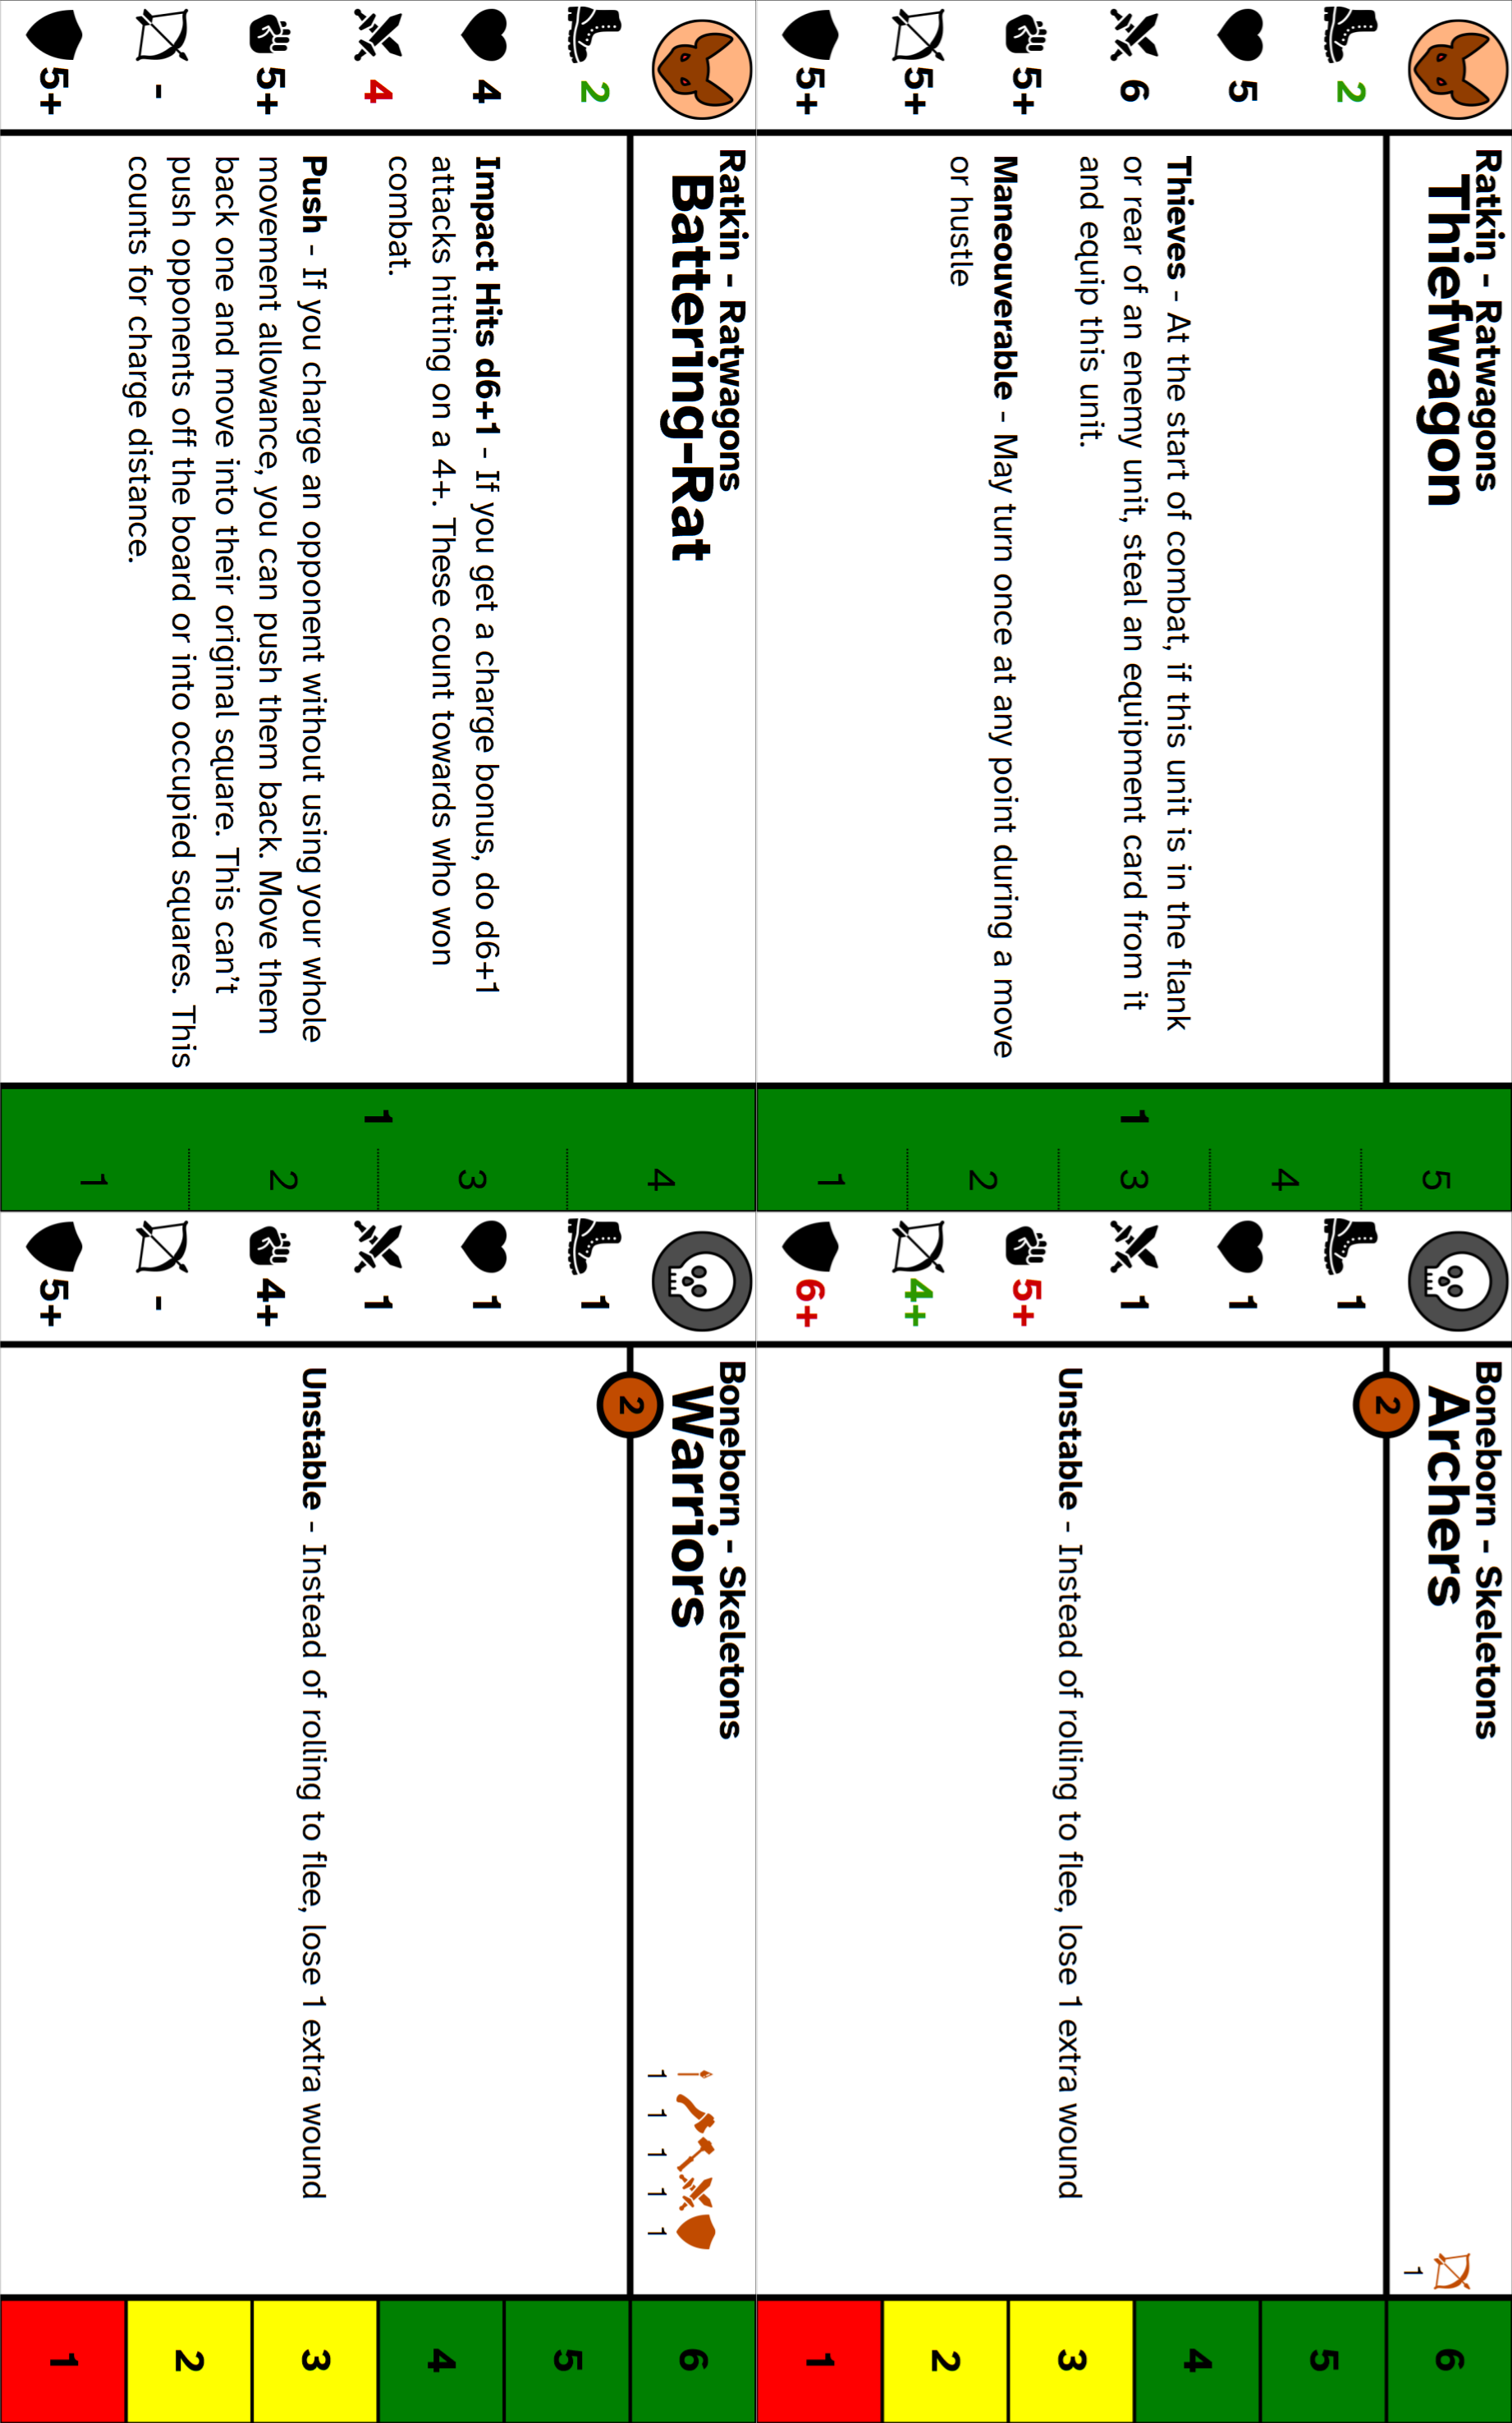 Ratkin - Ratwagons
Thiefwagon
2
5
6
5+
5+
5+
Thieves - At the start of combat, if this unit is in the flank
or rear of an enemy unit, steal an equipment card from it
and equip this unit.
Maneouverable - May turn once at any point during a move
or hustle
1
5
4
3
2
1
Boneborn - Skeletons
Archers
1
2
1
1
1
5+
4+
6+
Unstable - Instead of rolling to flee, lose 1 extra wound
6
5
4
3
2
1
Ratkin - Ratwagons
Battering-Rat
2
4
4
5+
-
5+
Impact Hits d6+1 - If you get a charge bonus, do d6+1
attacks hitting on a 4+. These count towards who won
combat.
Push - If you charge an opponent without using your whole
movement allowance, you can push them back. Move them
back one and move into their original square. This can't
push opponents off the board or into occupied squares. This
counts for charge distance.
1
4
3
2
1
Boneborn - Skeletons
Warriors
1 1 1 1 1
2
1
1
1
4+
-
5+
Unstable - Instead of rolling to flee, lose 1 extra wound
6
5
4
3
2
1